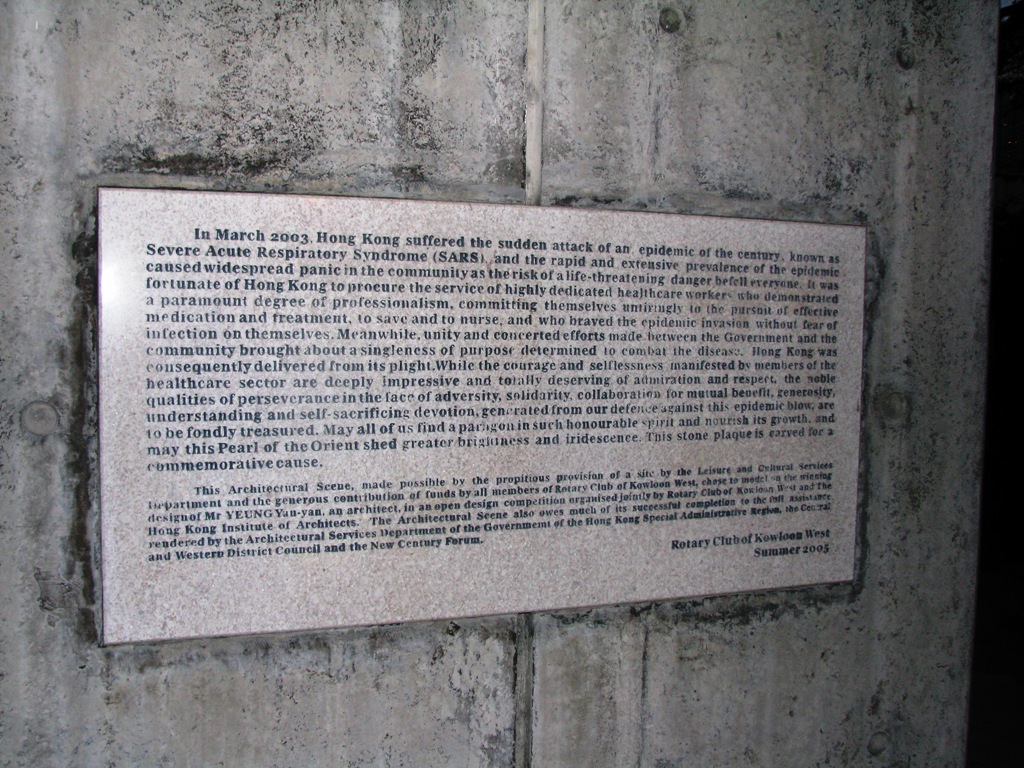 In March 2003, Hong Kong suffered the sudden attack of an epidemic of the century, known as
Severe Acute Respiratory Syndrome (SARS), and the rapid and extensive prevalence of the epidemic
caused widespread panic in the community as the risk of a life-threatening danger befell everyone. It was
fortunate of Hong Kong to procure the service of highly dedicated healthcare workers who demonstrated
a paramount degree of professionalism, committing themselves untiringly to the pursuit of effective
medication and treatment, to save and to nurse, and who braved the epidemic invasion without fear of
infection on themselves. Meanwhile, unity and concerted efforts made between the Government and the
community brought about a singleness of purpose determined to combat the disease. Hong Kong was
consequently delivered from its plight. While the courage and selflessness manifested by members of the
healthcare sector are deeply impressive and totally deserving of admiration and respect, the noble
qualities of perseverance in the face of adversity, solidarity, collaboration for mutual benefit, generosity,
understanding and self-sacrificing devotion, generated from our defence against this epidemic blow, are
to be fondly treasured. May all of us find a paragon in such honourable spirit and nourish its growth, and
may this Pearl of the Orient shed greater brightness and iridescence. This stone plaque is carved for a
commemorative cause.
This Architectural Scene, made possible by the propitious provision of a site by the Leisure and Cultural Services
Department and the generous contribution of funds by all members of Rotary Club of Kowloon West, chose to model on the winning
design of Mr YEUNG Yau-yan, an architect, in an open design competition organised jointly by Rotary Club of Kowloon West and The
Hong Kong Institute of Architects. The Architectural Scene also owes much of its successful completion to the full assistance
rendered by the Architectural Services Department of the Government of the Hong Kong Special Administrative Region, the Central
and Western District Council and the New Century Forum.
Rotary Club of Kowloon West
Summer 2005